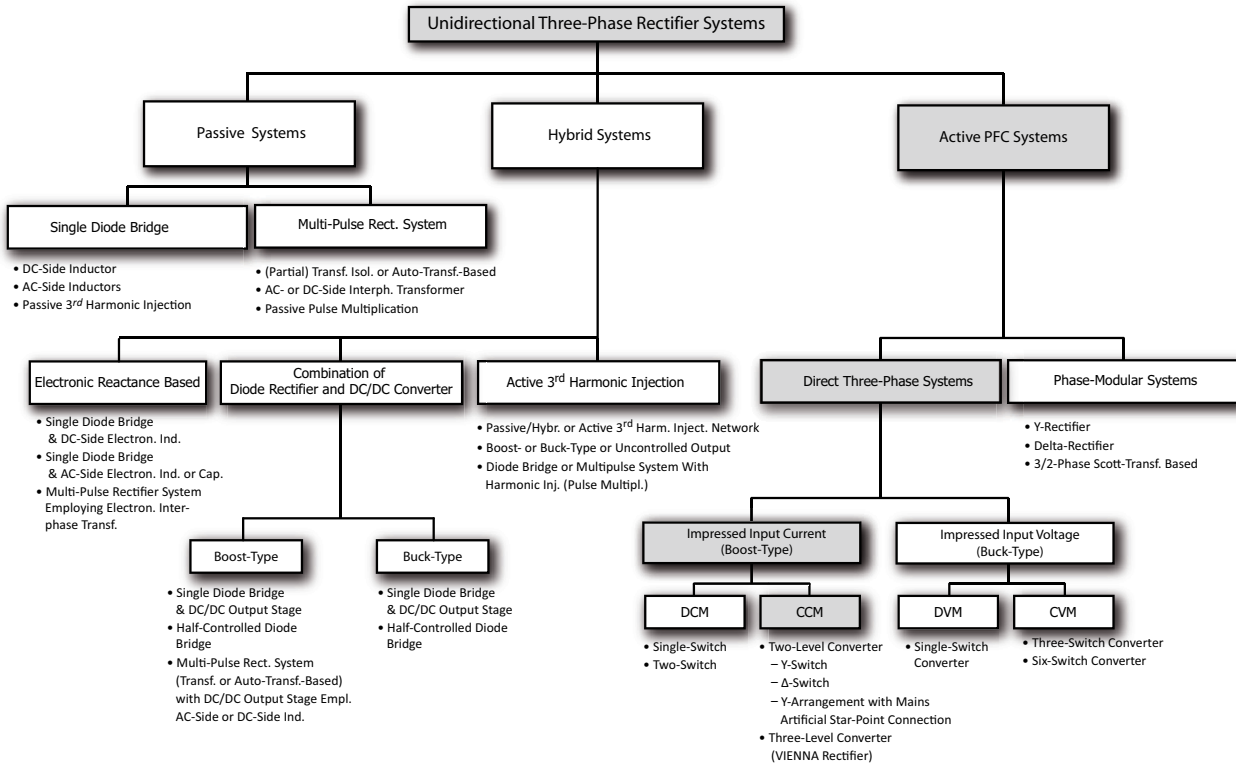 Unidirectional Three-Phase Rectifier Systems
Passive Systems
Hybrid Systems
Active PFC Systems
Single Diode Bridge
• DC-Side Inductor
• AC-Side Inductors
• Passive 3rd Harmonic Injection
Multi-Pulse Rect. System
• (Partial) Transf. Isol. or Auto-Transf.-Based
• AC- or DC-Side Interph. Transformer
• Passive Pulse Multiplication
Electronic Reactance Based
• Single Diode Bridge
& DC-Side Electron. Ind.
• Single Diode Bridge
& AC-Side Electron. Ind. or Cap.
• Multi-Pulse Rectifier System
Employing Electron. Inter-
phase Transf.
Combination of
Diode Rectifier and DC/DC Converter
Active 3rd Harmonic Injection
• Passive/Hybr. or Active 3rd Harm. Inject. Network
• Boost- or Buck-Type or Uncontrolled Output
• Diode Bridge or Multipulse System With
Harmonic Inj. (Pulse Multipl.)
Direct Three-Phase Systems
Phase-Modular Systems
• Y-Rectifier
• Delta-Rectifier
• 3/2-Phase Scott-Transf. Based
Boost-Type
• Single Diode Bridge
& DC/DC Output Stage
• Half-Controlled Diode
Bridge
• Multi-Pulse Rect. System
(Transf. or Auto-Transf.-Based)
with DC/DC Output Stage Empl.
AC-Side or DC-Side Ind.
Buck-Type
• Single Diode Bridge
& DC/DC Output Stage
• Half-Controlled Diode
Bridge
Impressed Input Current
(Boost-Type)
Impressed Input Voltage
(Buck-Type)
DCM
• Single-Switch
• Two-Switch
CCM
• Two-Level Converter
– Y-Switch
– Δ-Switch
– Y-Arrangement with Mains
Artificial Star-Point Connection
• Three-Level Converter
(VIENNA Rectifier)
DVM
• Single-Switch
Converter
CVM
• Three-Switch Converter
• Six-Switch Converter